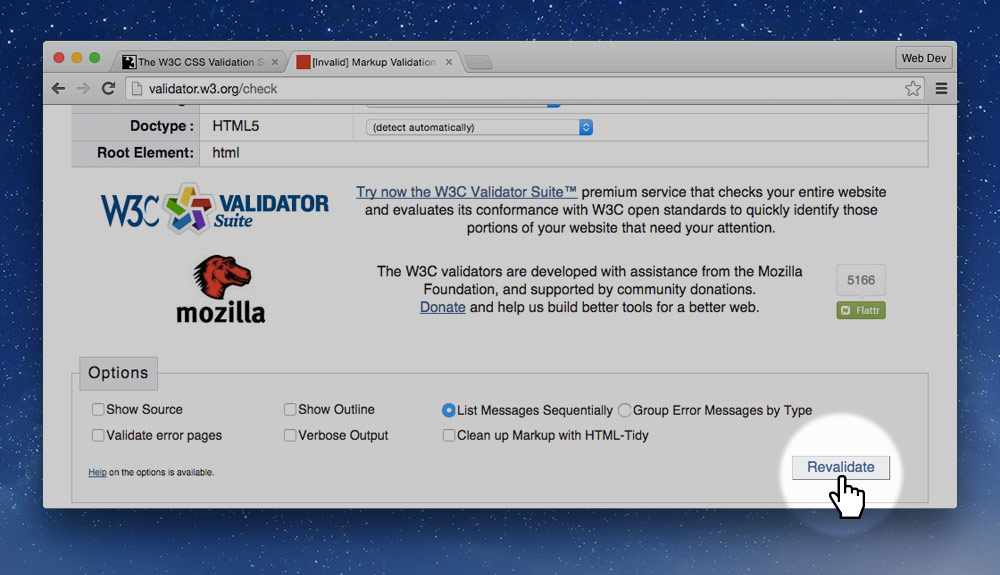 The W3C CSS Validation S
[Invalid] Markup Validation
Web Dev
validator.w3.org/check
Doctype : HTML5 (detect automatically)
Root Element: html
W3C VALIDATOR Suite
Try now the W3C Validator Suite™ premium service that checks your entire website
and evaluates its conformance with W3C open standards to quickly identify those
portions of your website that need your attention.
mozilla
The W3C validators are developed with assistance from the Mozilla
Foundation, and supported by community donations.
Donate and help us build better tools for a better web.
5166
Flattr
Options
Show Source Show Outline List Messages Sequentially Group Error Messages by Type
Validate error pages Verbose Output Clean up Markup with HTML-Tidy
Help on the options is available.
Revalidate